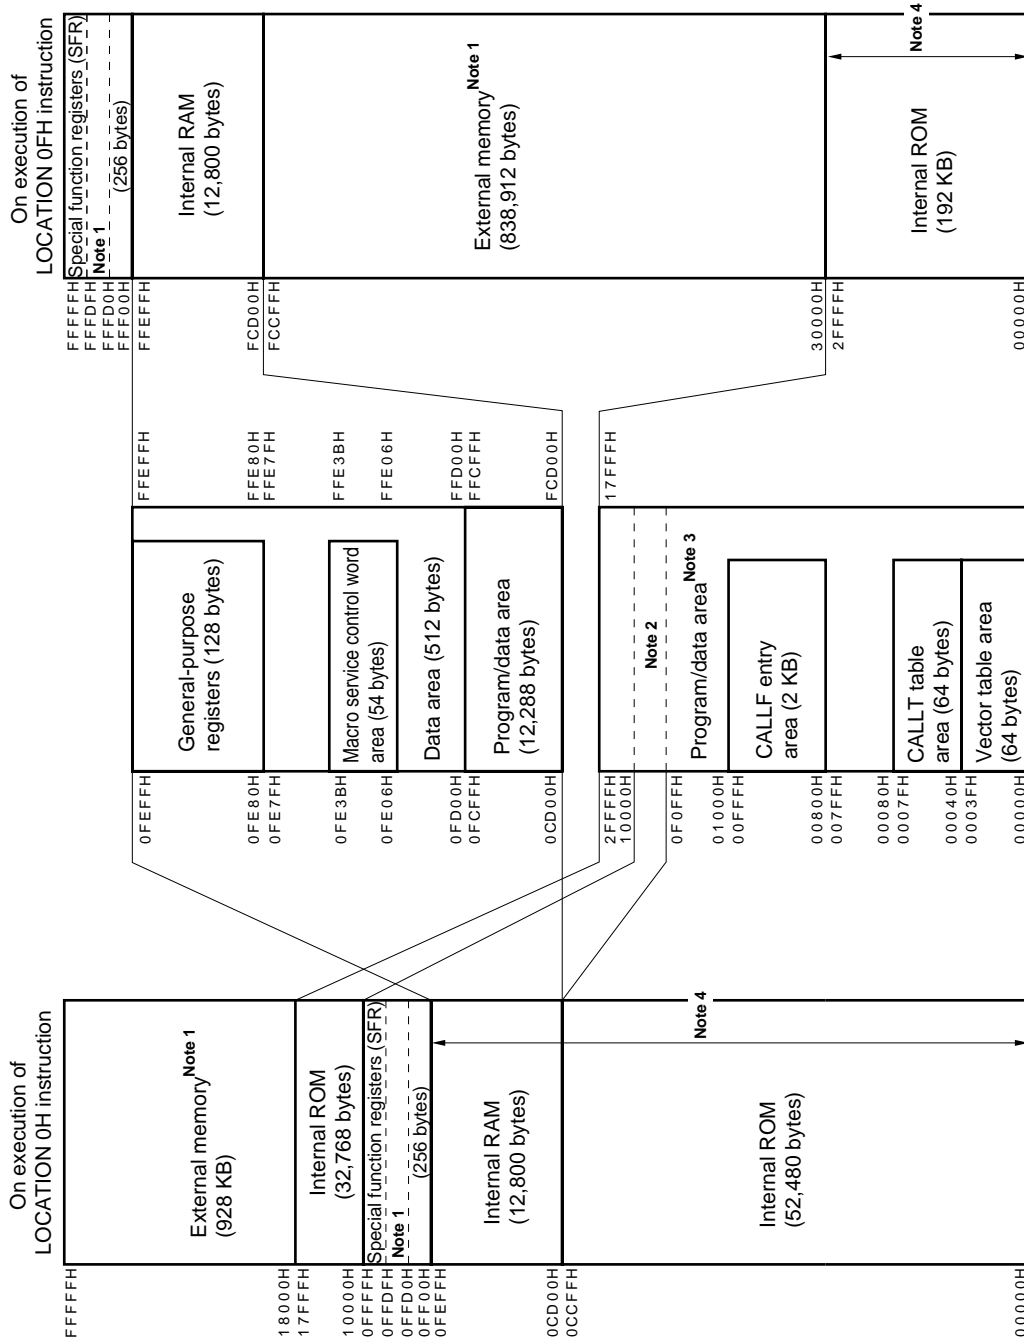 On execution of
LOCATION 0H instruction
FFFFFH
18000H
17FFFH
10000H
0FFFFH
0FFDFH
0FFD0H
0FF00H
0FEFFH
0CD00H
0CCFFH
00000H
External memory Note 1
(928 KB)
Internal ROM
(32,768 bytes)
Special function registers (SFR)
Note 1
(256 bytes)
Internal RAM
(12,800 bytes)
Internal ROM
(52,480 bytes)
Note 4
0FEFFH
0FE80H
0FE7FH
0FE3BH
0FE06H
0FD00H
0FCFFH
0CD00H
2FFFFH
10000H
0F0FFH
01000H
00FFFH
00800H
007FFH
00080H
0007FH
00040H
0003FH
00000H
General-purpose
registers (128 bytes)
Macro service control word
area (54 bytes)
Data area (512 bytes)
Program/data area
(12,288 bytes)
Note 2
Program/data area Note 3
CALLF entry
area (2 KB)
CALLT table
area (64 bytes)
Vector table area
(64 bytes)
FFEFFH
FFE80H
FFE7FH
FFE3BH
FFE06H
FFD00H
FFCFFH
FCD00H
17FFFH
On execution of
LOCATION 0FH instruction
FFFFFH
FFFDFH
FFFD0H
FFF00H
FFEFFH
FCD00H
FCCFFH
30000H
2FFFFH
00000H
Special function registers (SFR)
Note 1
(256 bytes)
Internal RAM
(12,800 bytes)
External memory Note 1
(838,912 bytes)
Internal ROM
(192 KB)
Note 4